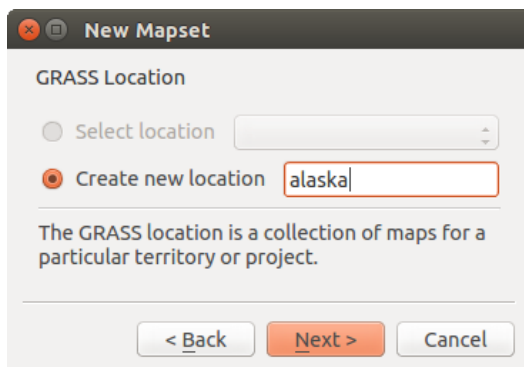 New Mapset
GRASS Location
Select location
Create new location alaska
The GRASS location is a collection of maps for a
particular territory or project.
< Back Next > Cancel